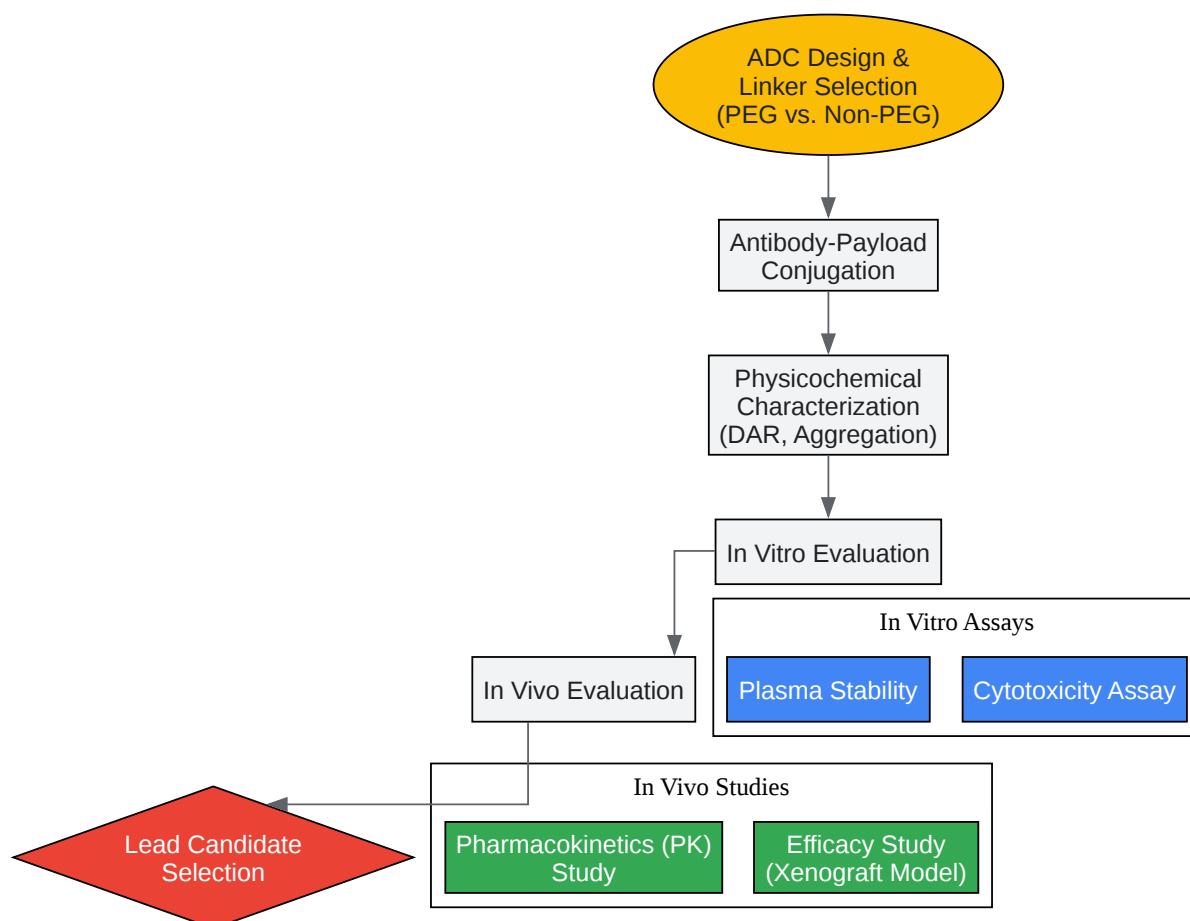 ADC Design &
Linker Selection
(PEG vs. Non-PEG)
Antibody-Payload
Conjugation
Physicochemical
Characterization
(DAR, Aggregation)
In Vitro Evaluation
In Vitro Assays
In Vivo Evaluation
Plasma Stability
Cytotoxicity Assay
In Vivo Studies
Lead Candidate
Selection
Pharmacokinetics (PK)
Study
Efficacy Study
(Xenograft Model)